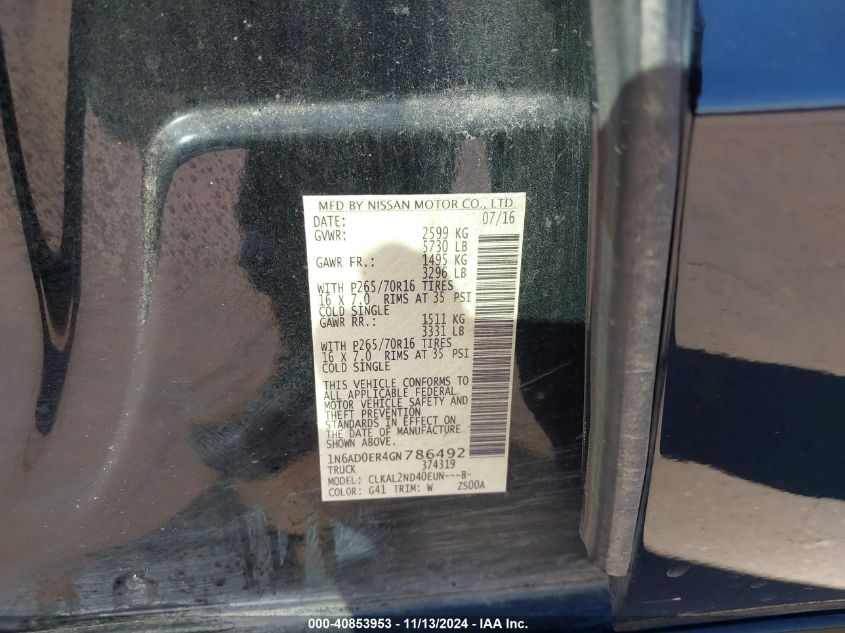 MFD BY NISSAN MOTOR CO., LTD.
DATE: 07/16
GVWR: 2599 KG
5730 LB
GAWR FR.: 1495 KG
3296 LB
WITH P265/70R16 TIRES
16 X 7.0 RIMS AT 35 PSI
COLD SINGLE
GAWR RR.: 1511 KG
3331 LB
WITH P265/70R16 TIRES
16 X 7.0 RIMS AT 35 PSI
COLD SINGLE
THIS VEHICLE CONFORMS TO
ALL APPLICABLE FEDERAL
MOTOR VEHICLE SAFETY AND
THEFT PREVENTION
STANDARDS IN EFFECT ON
THE DATE OF MANUFACTURE
SHOWN ABOVE.
1N6AD0ER4GN786492
TRUCK 374319
MODEL: CLKAL2ND40EUN---B-
COLOR: G41 TRIM: W ZS00A
000-40853953 - 11/13/2024 - IAA Inc.